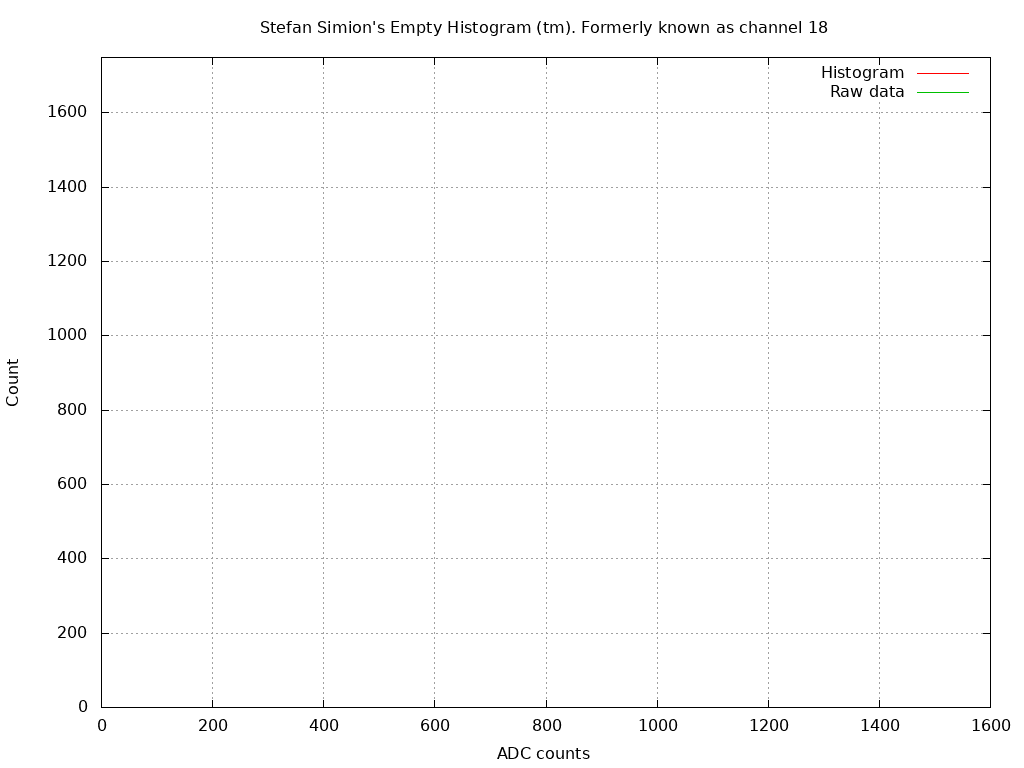 Stefan Simion's Empty Histogram (tm). Formerly known as channel 18
Histogram
Raw data
1600
1400
1200
1000
800
600
400
200
0
Count
0 200 400 600 800 1000 1200 1400 1600
ADC counts